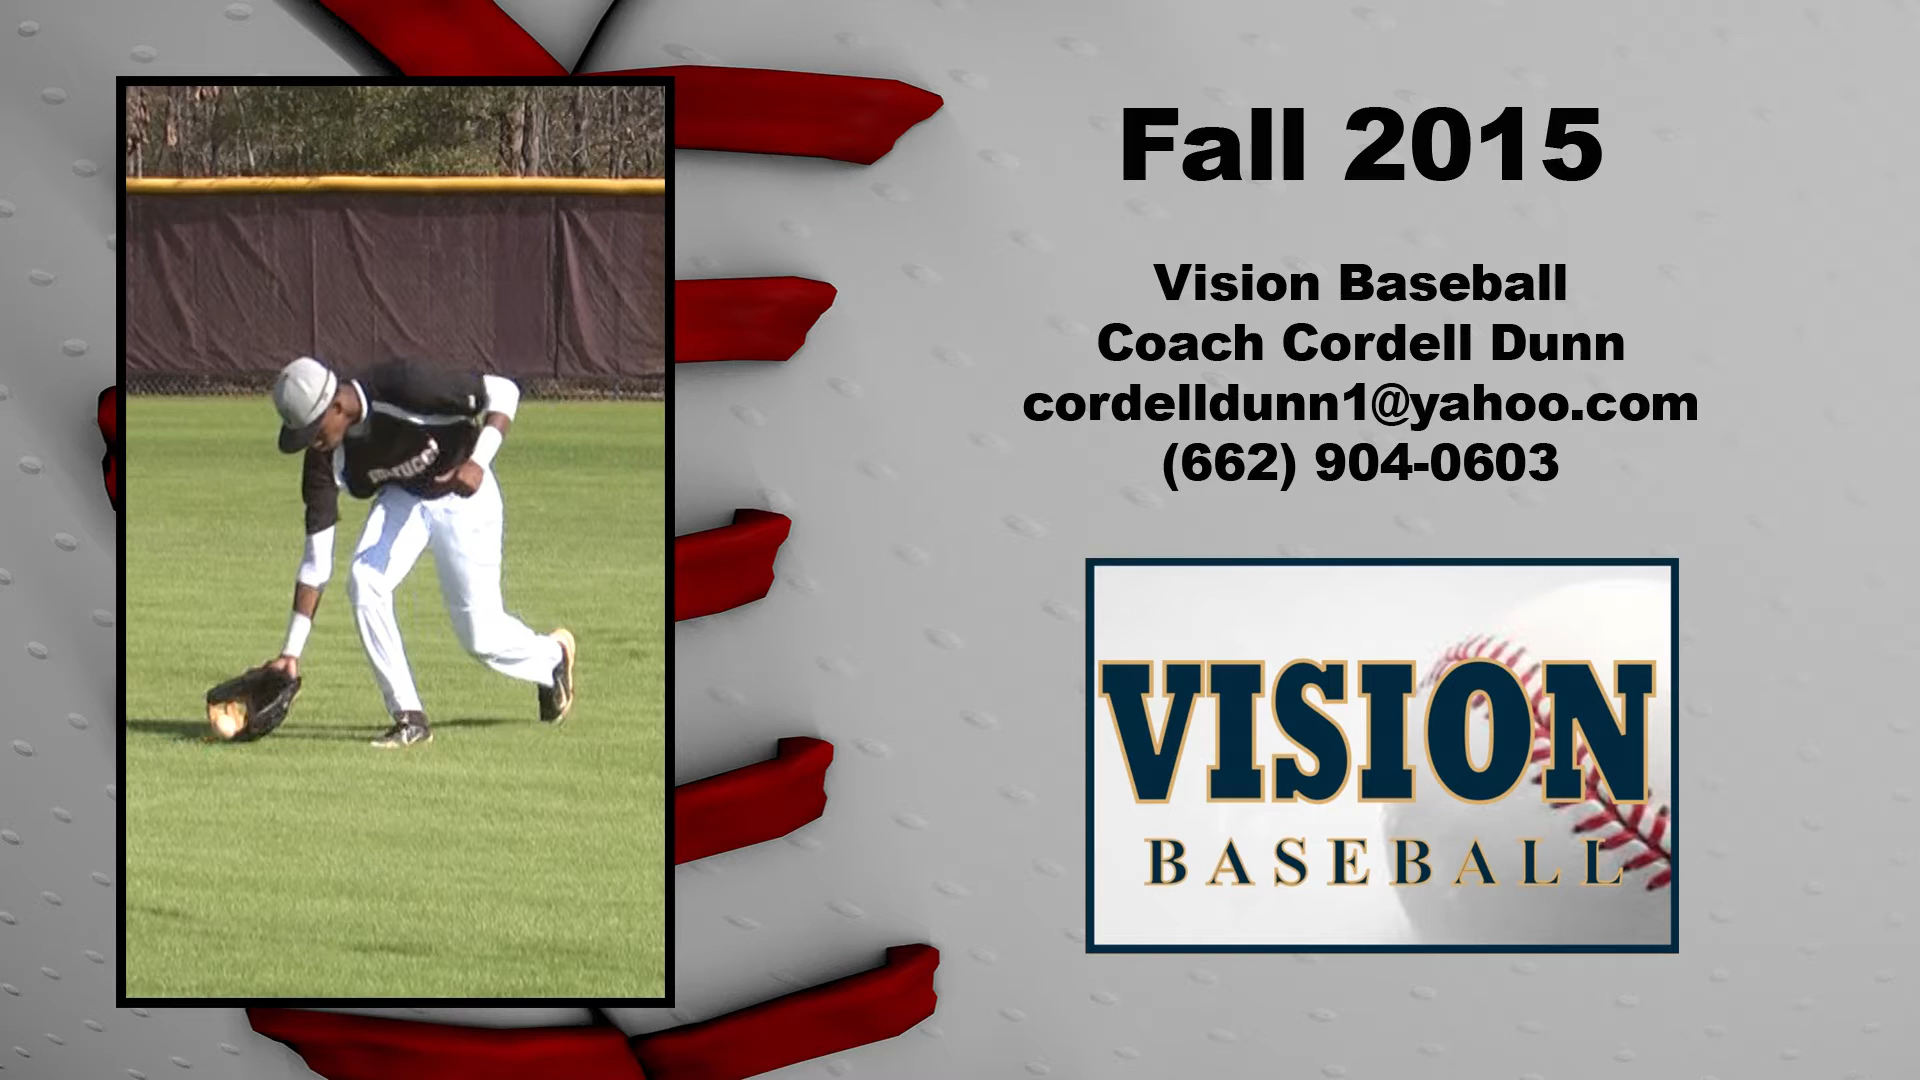 Fall 2015
Vision Baseball
Coach Cordell Dunn
cordelldunn1@yahoo.com
(662) 904-0603
VISION
BASEBALL